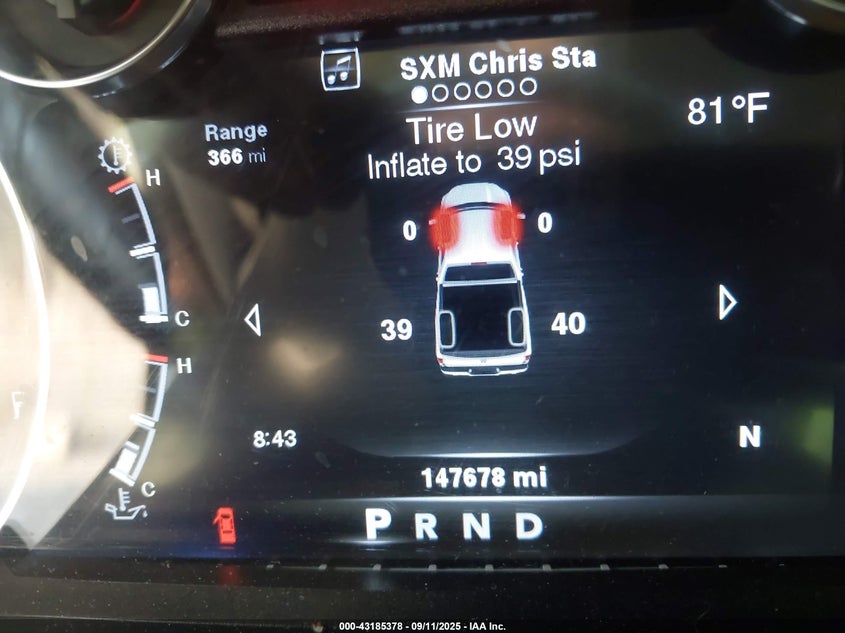 SXM Chris Sta
Tire Low
Inflate to 39 psi
81°F
Range
366 mi
H
C
0
0
39
40
H
C
F
8:43
N
147678 mi
P R N D
000-43185378 - 09/11/2025 - IAA Inc.